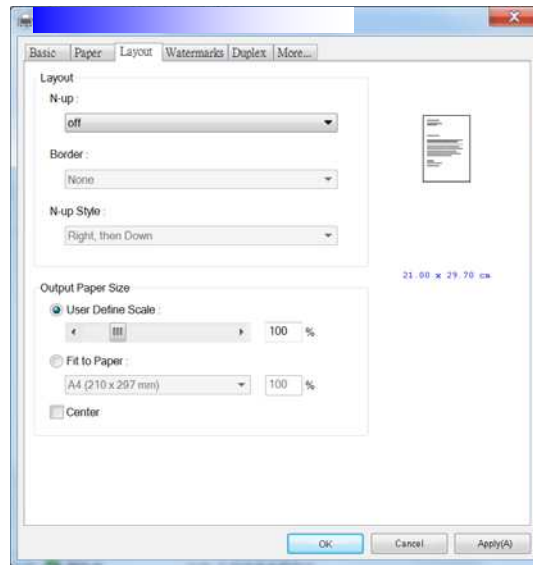 Basic Paper Layout Watermarks Duplex More...
Layout
N-up :
off
Border :
None
N-up Style :
Right, then Down
21.00 x 29.70 cm
Output Paper Size
User Define Scale :
100 %
Fit to Paper :
A4 (210 x 297 mm) 100 %
Center
OK Cancel Apply(A)